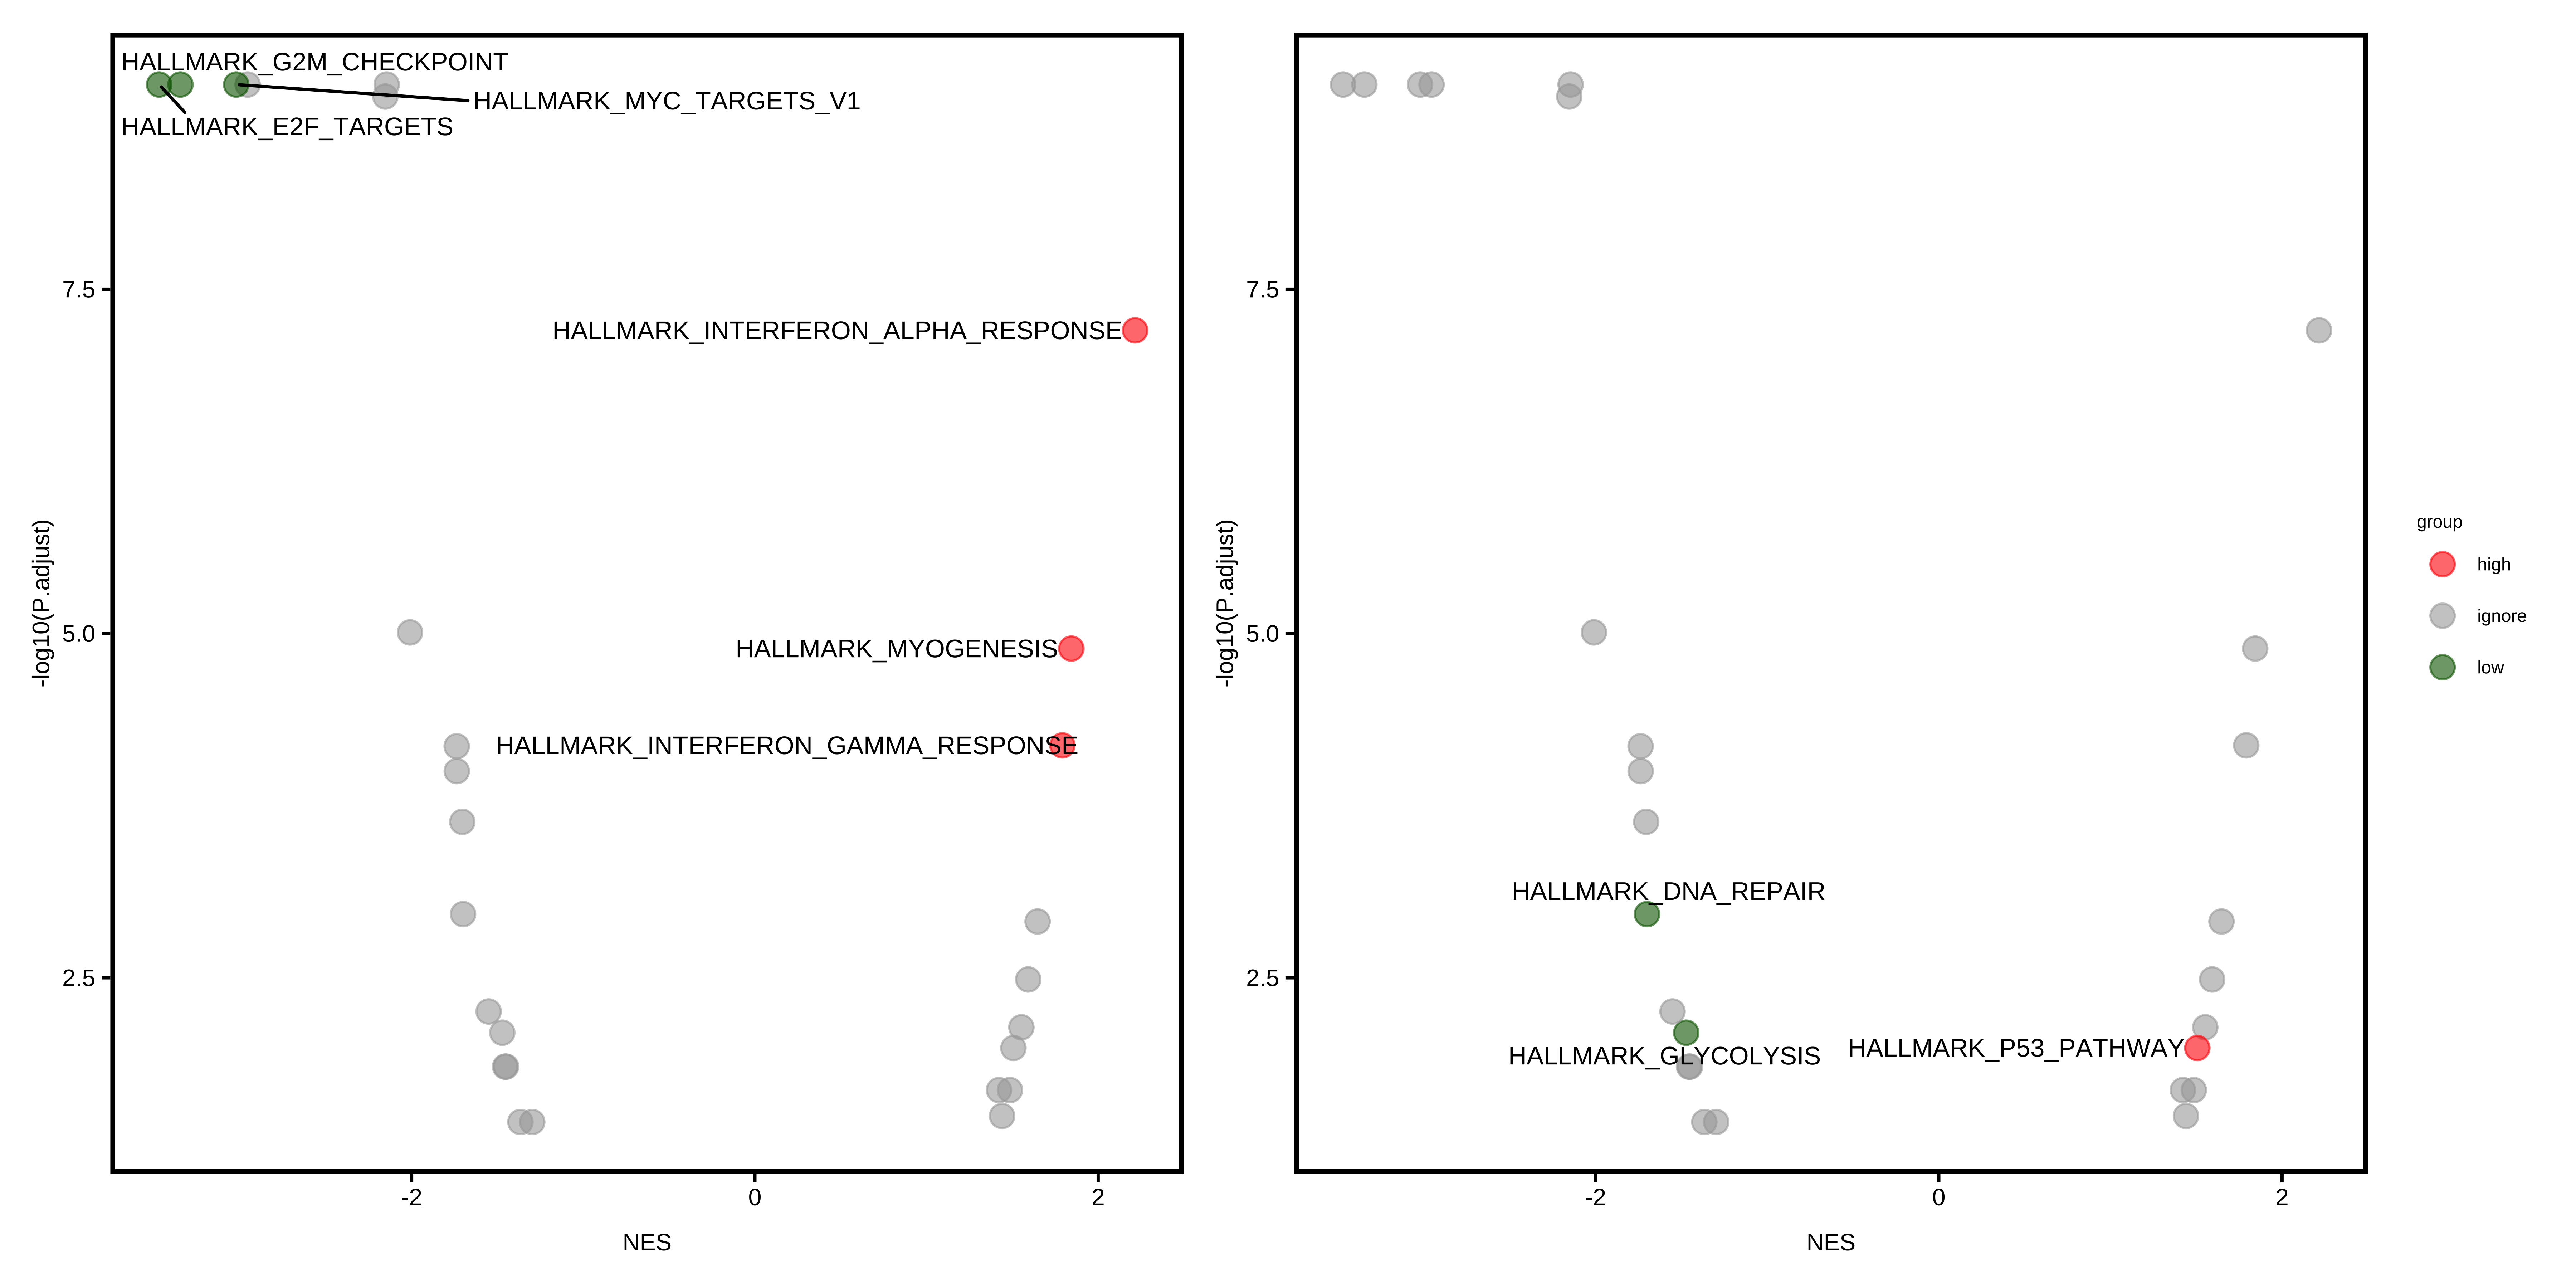 HALLMARK_G2M_CHECKPOINT
HALLMARK_MYC_TARGETS_V1
HALLMARK_E2F_TARGETS
7.5
HALLMARK_INTERFERON_ALPHA_RESPONSE
-log10(P.adjust)
5.0
HALLMARK_MYOGENESIS
HALLMARK_INTERFERON_GAMMA_RESPONSE
2.5
-2
0
2
NES
7.5
-log10(P.adjust)
5.0
HALLMARK_DNA_REPAIR
2.5
HALLMARK_P53_PATHWAY
HALLMARK_GLYCOLYSIS
-2
0
2
NES
group
high
ignore
low